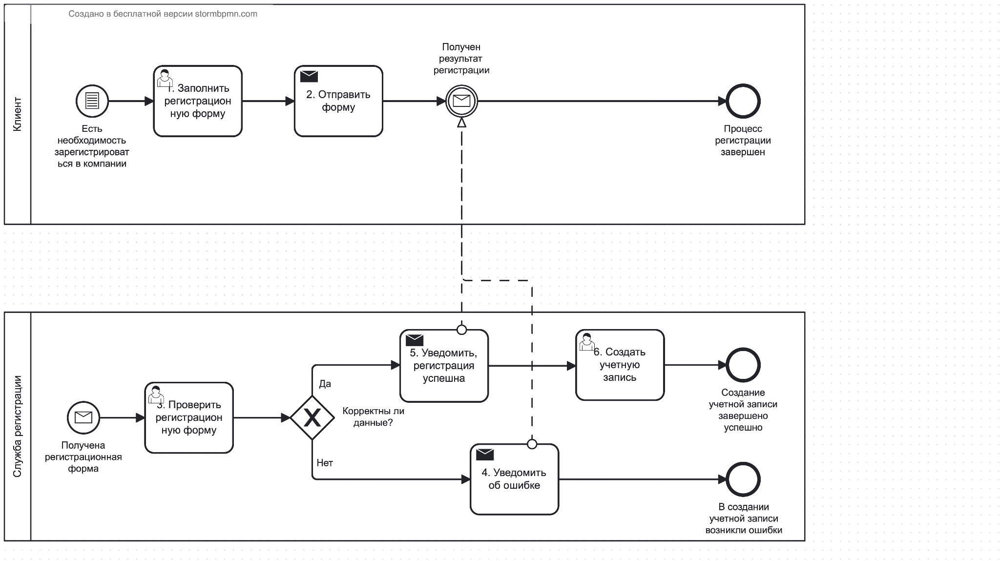 Создано в бесплатной версии stormbpmn.com
Клиент
Есть
необходимость
зарегистрироват
ься в компании
1. Заполнить
регистрацион
ную форму
2. Отправить
форму
Получен
результат
регистрации
Процесс
регистрации
завершен
Служба регистрации
Получена
регистрационная
форма
3. Проверить
регистрацион
ную форму
Да
Корректны ли
данные?
Нет
5. Уведомить,
регистрация
успешна
6. Создать
учетную
запись
Создание
учетной записи
завершено
успешно
4. Уведомить
об ошибке
В создании
учетной записи
возникли ошибки